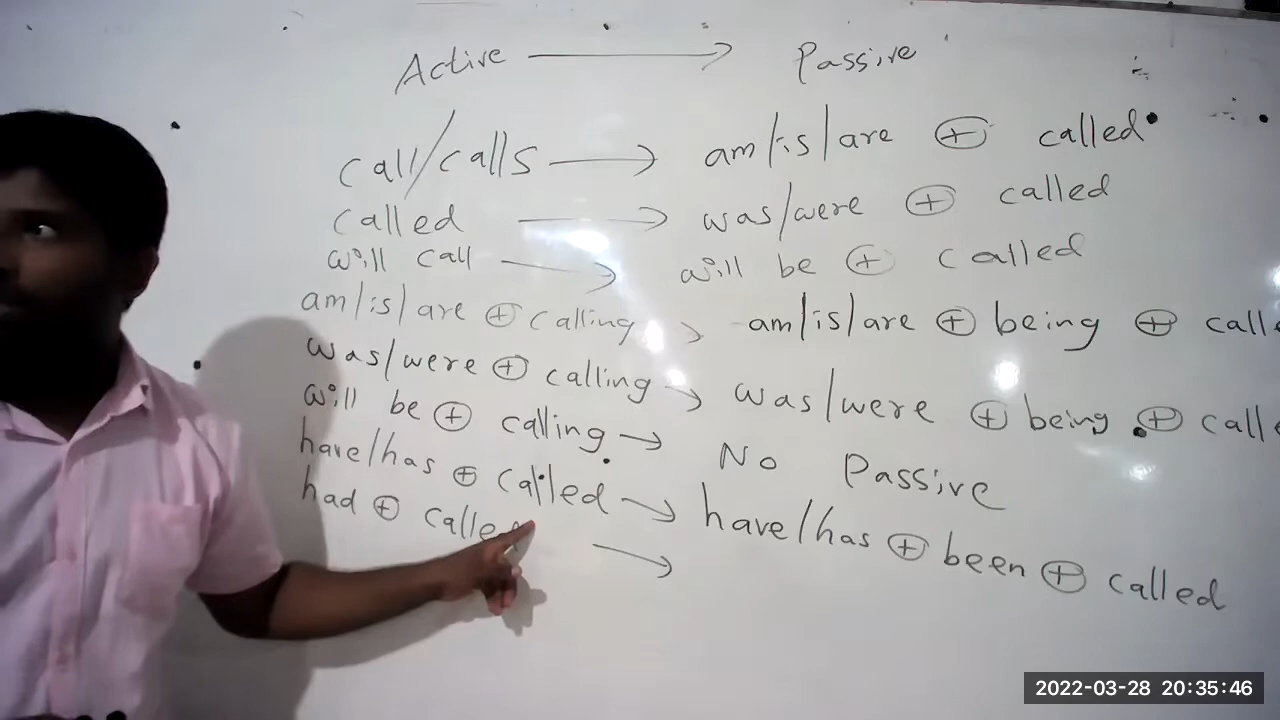 Active → Passive
call/calls → am/is/are ⊕ called
called → was/were ⊕ called
will call → will be ⊕ called
am/is/are ⊕ calling → am/is/are ⊕ being ⊕ call
was/were ⊕ calling → was/were ⊕ being ⊕ call
will be ⊕ calling → No Passive
have/has ⊕ called → have/has ⊕ been ⊕ called
had ⊕ called →
2022-03-28 20:35:46